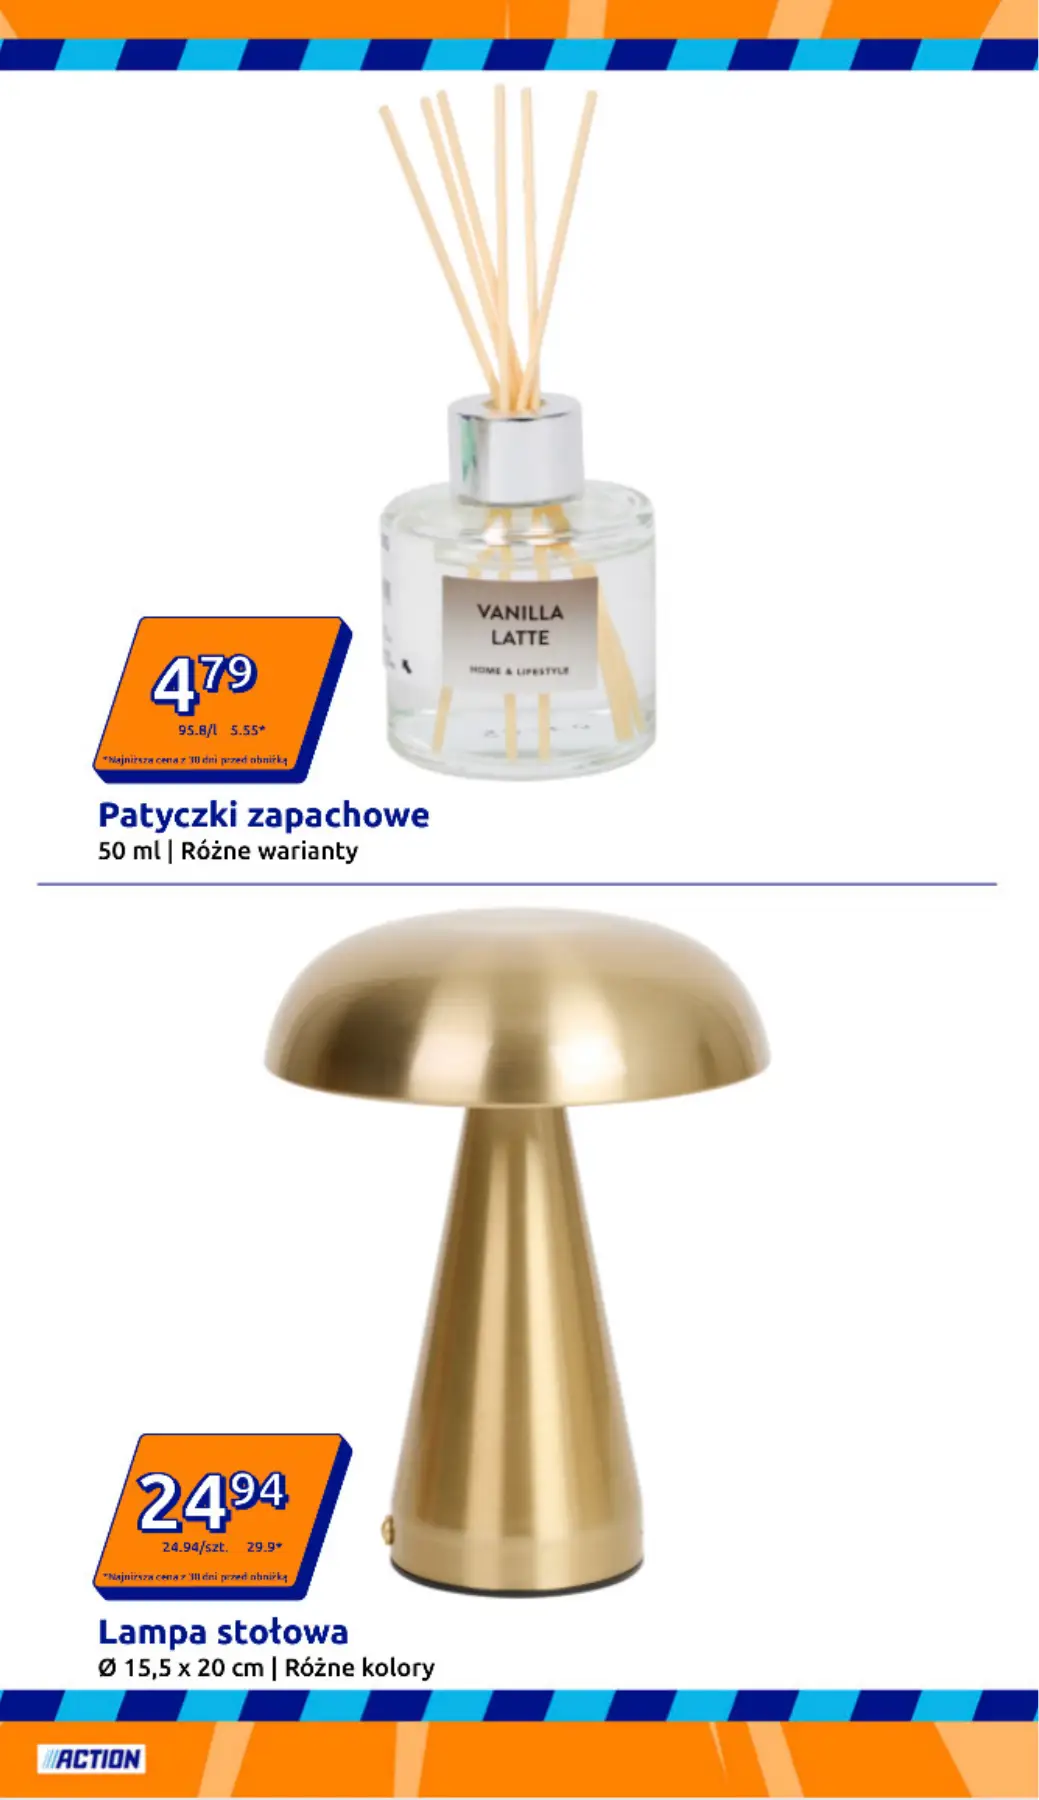 VANILLA
LATTE
HOME & LIFESTYLE
479
95.8/l 5.55*
*Najniższa cena z 30 dni przed obniżką
Patyczki zapachowe
50 ml | Różne warianty
2494
24.94/szt. 29.9*
*Najniższa cena z 30 dni przed obniżką
Lampa stołowa
Ø 15,5 x 20 cm | Różne kolory
ACTION